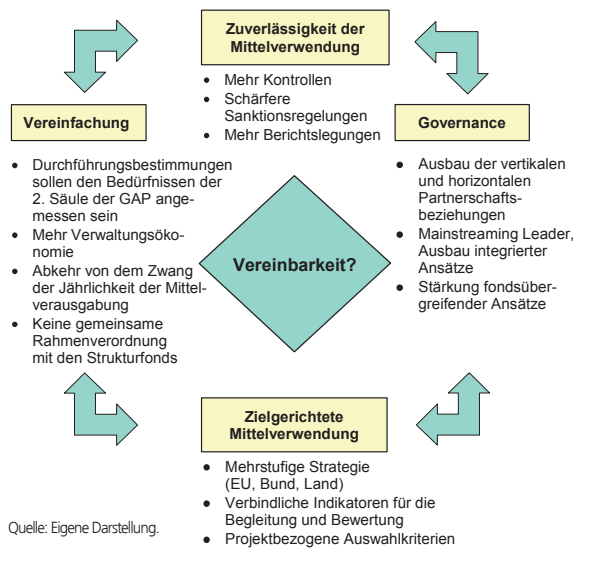 Zuverlässigkeit der
Mittelverwendung
• Mehr Kontrollen
• Schärfere
Sanktionsregelungen
• Mehr Berichtslegungen
Vereinfachung
• Durchführungsbestimmungen
sollen den Bedürfnissen der
2. Säule der GAP ange-
messen sein
• Mehr Verwaltungsöko-
nomie
• Abkehr von dem Zwang
der Jährlichkeit der Mittel-
verausgabung
• Keine gemeinsame
Rahmenverordnung
mit den Strukturfonds
Vereinbarkeit?
Governance
• Ausbau der vertikalen
und horizontalen
Partnerschafts-
beziehungen
• Mainstreaming Leader,
Ausbau integrierter
Ansätze
• Stärkung fondsüber-
greifender Ansätze
Zielgerichtete
Mittelverwendung
• Mehrstufige Strategie
(EU, Bund, Land)
• Verbindliche Indikatoren für die
Begleitung und Bewertung
• Projektbezogene Auswahlkriterien
Quelle: Eigene Darstellung.